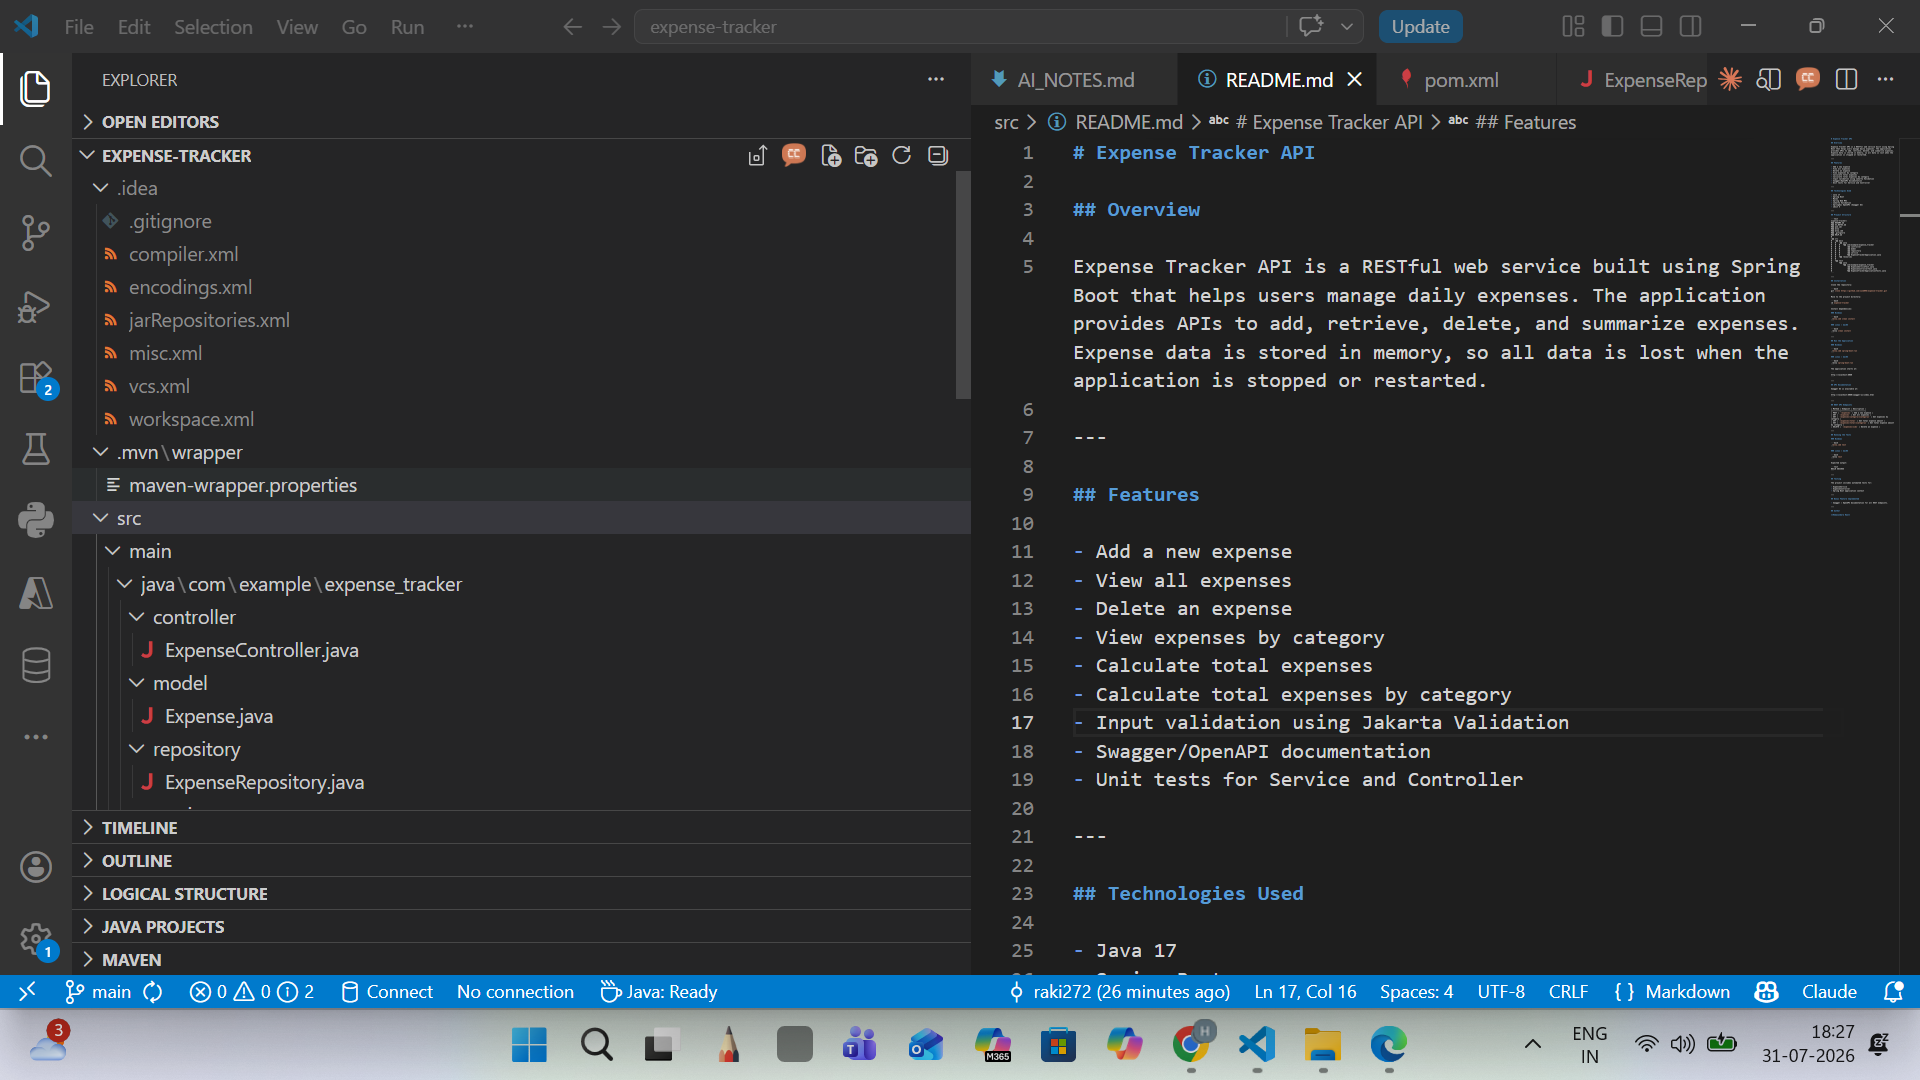 File Edit Selection View Go Run ···
expense-tracker
Update
EXPLORER
OPEN EDITORS
EXPENSE-TRACKER
.idea
.gitignore
compiler.xml
encodings.xml
jarRepositories.xml
misc.xml
vcs.xml
workspace.xml
.mvn\wrapper
maven-wrapper.properties
src
main
java\com\example\expense_tracker
controller
ExpenseController.java
model
Expense.java
repository
ExpenseRepository.java
TIMELINE
OUTLINE
LOGICAL STRUCTURE
JAVA PROJECTS
MAVEN
2
1
AI_NOTES.md README.md pom.xml ExpenseRep
src > README.md > abc # Expense Tracker API > abc ## Features
1 # Expense Tracker API
2
3 ## Overview
4
5 Expense Tracker API is a RESTful web service built using Spring
Boot that helps users manage daily expenses. The application
provides APIs to add, retrieve, delete, and summarize expenses.
Expense data is stored in memory, so all data is lost when the
application is stopped or restarted.
6
7 ---
8
9 ## Features
10
11 - Add a new expense
12 - View all expenses
13 - Delete an expense
14 - View expenses by category
15 - Calculate total expenses
16 - Calculate total expenses by category
17 - Input validation using Jakarta Validation
18 - Swagger/OpenAPI documentation
19 - Unit tests for Service and Controller
20
21 ---
22
23 ## Technologies Used
24
25 - Java 17
main 0 0 2 Connect No connection Java: Ready
raki272 (26 minutes ago) Ln 17, Col 16 Spaces: 4 UTF-8 CRLF { } Markdown Claude
3
M365
H
ENG
IN
18:27
31-07-2026